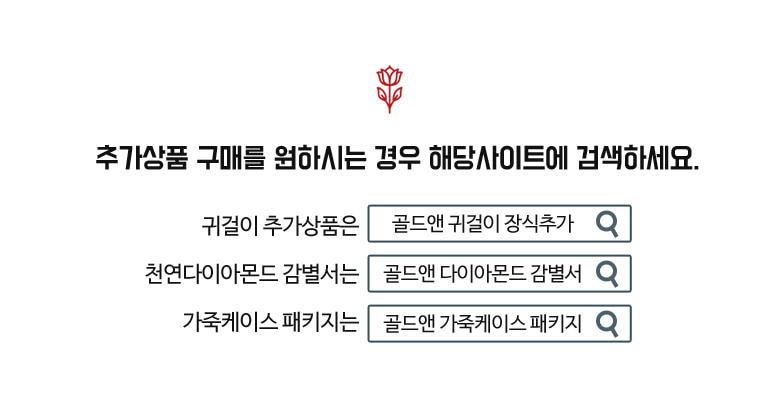 추가상품 구매를 원하시는 경우 해당사이트에 검색하세요.
귀걸이 추가상품은 골드앤 귀걸이 장식추가
천연다이아몬드 감별서는 골드앤 다이아몬드 감별서
가죽케이스 패키지는 골드앤 가죽케이스 패키지